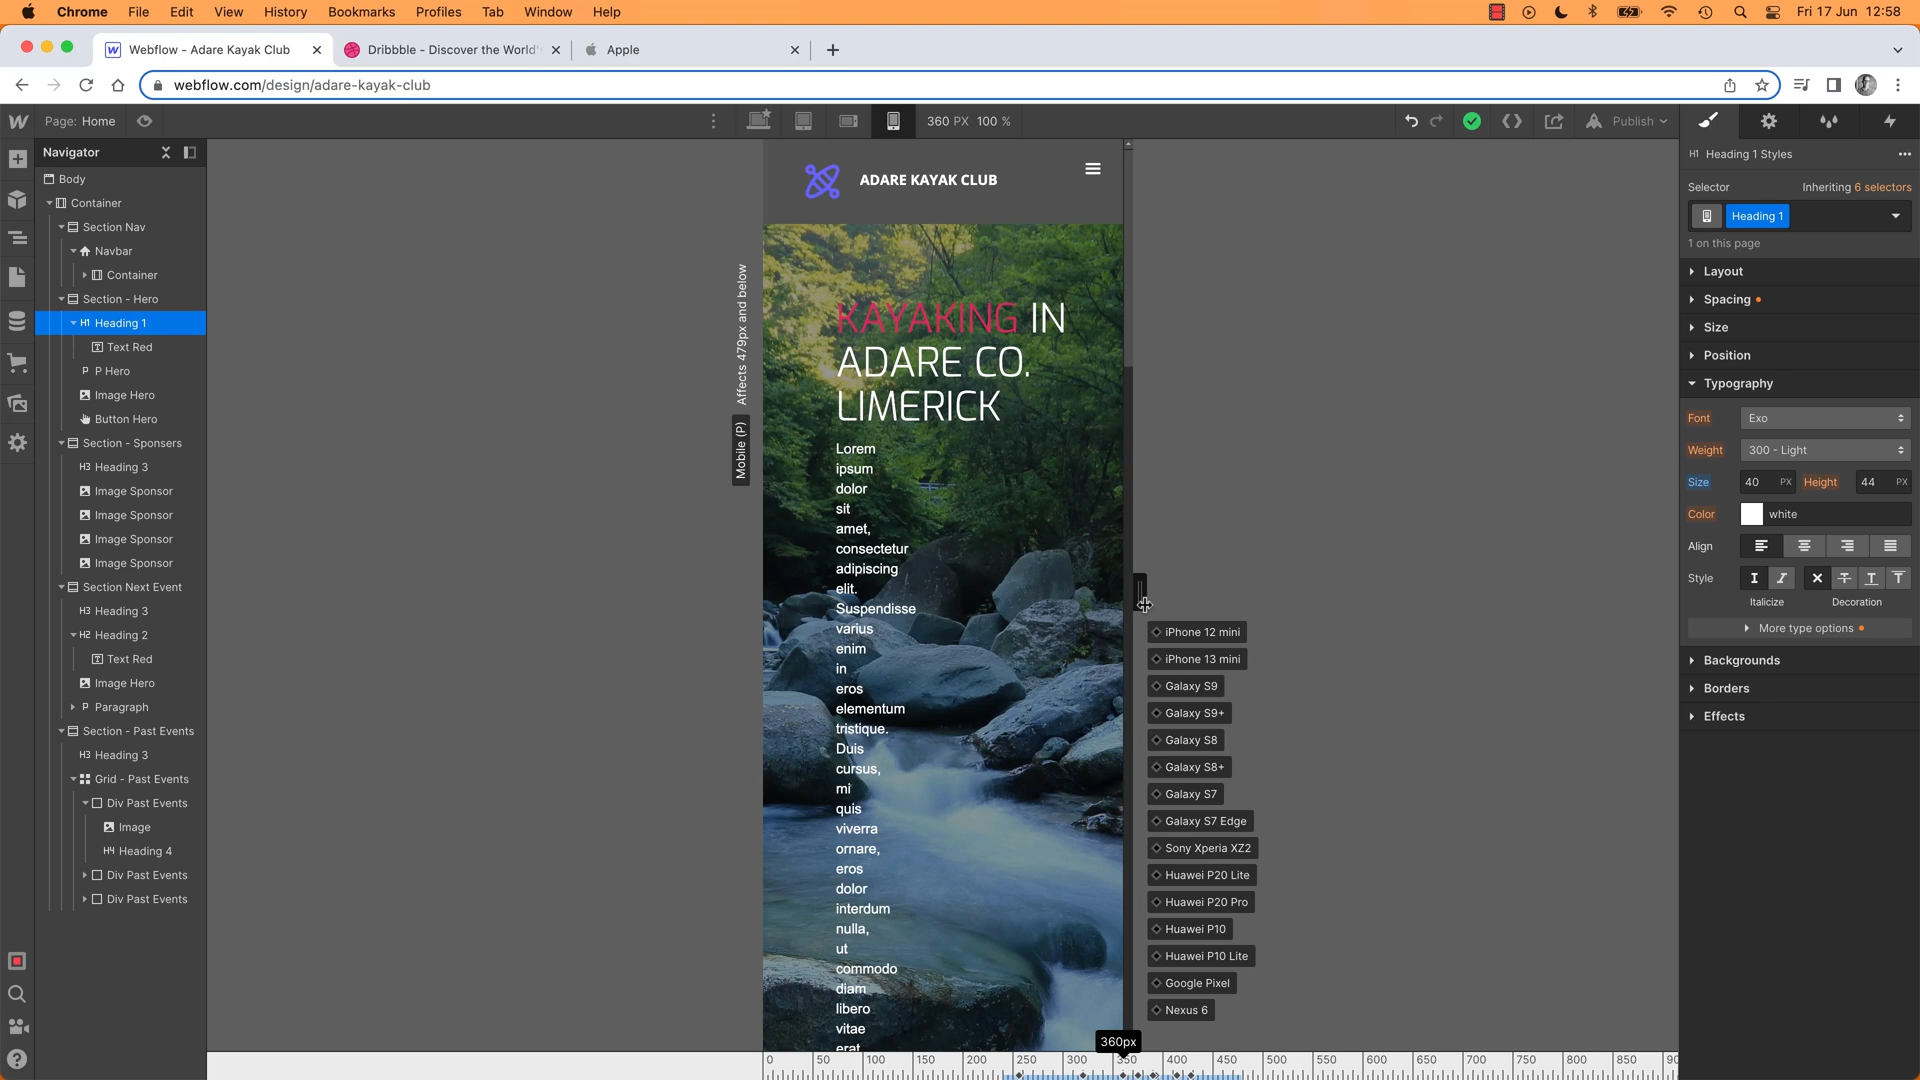 Chrome File Edit View History Bookmarks Profiles Tab Window Help Fri 17 Jun 12:58
Webflow - Adare Kayak Club
Dribbble - Discover the World'
Apple
webflow.com/design/adare-kayak-club
Page: Home
360 PX 100 %
Publish
Navigator
Body
Container
Section Nav
Navbar
Container
Section - Hero
H1 Heading 1
Text Red
P P Hero
Image Hero
Button Hero
Section - Sponsers
H3 Heading 3
Image Sponsor
Image Sponsor
Image Sponsor
Image Sponsor
Section Next Event
H3 Heading 3
H2 Heading 2
Text Red
Image Hero
P Paragraph
Section - Past Events
H3 Heading 3
Grid - Past Events
Div Past Events
Image
H4 Heading 4
Div Past Events
Div Past Events
Mobile (P) Affects 479px and below
ADARE KAYAK CLUB
KAYAKING IN
ADARE CO.
LIMERICK
Lorem
ipsum
dolor
sit
amet,
consectetur
adipiscing
elit.
Suspendisse
varius
enim
in
eros
elementum
tristique.
Duis
cursus,
mi
quis
viverra
ornare,
eros
dolor
interdum
nulla,
ut
commodo
diam
libero
vitae
erat
iPhone 12 mini
iPhone 13 mini
Galaxy S9
Galaxy S9+
Galaxy S8
Galaxy S8+
Galaxy S7
Galaxy S7 Edge
Sony Xperia XZ2
Huawei P20 Lite
Huawei P20 Pro
Huawei P10
Huawei P10 Lite
Google Pixel
Nexus 6
360px
0 50 100 150 200 250 300 350 400 450 500 550 600 650 700 750 800 850 90
H1 Heading 1 Styles
Selector Inheriting 6 selectors
Heading 1
1 on this page
Layout
Spacing
Size
Position
Typography
Font Exo
Weight 300 - Light
Size 40 PX Height 44 PX
Color white
Align
Style
Italicize Decoration
More type options
Backgrounds
Borders
Effects